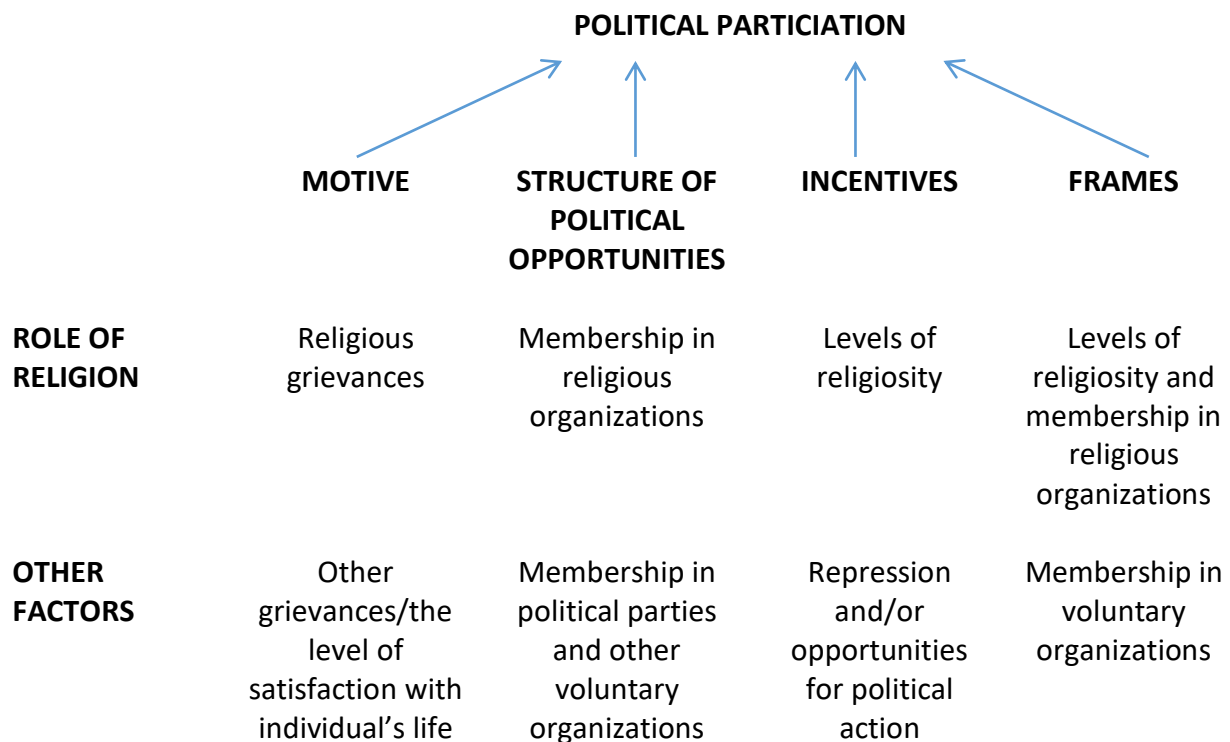 POLITICAL PARTICIATION
MOTIVE
STRUCTURE OF
POLITICAL
OPPORTUNITIES
INCENTIVES
FRAMES
ROLE OF
RELIGION
Religious
grievances
Membership in
religious
organizations
Levels of
religiosity
Levels of
religiosity and
membership in
religious
organizations
OTHER
FACTORS
Other
grievances/the
level of
satisfaction with
individual’s life
Membership in
political parties
and other
voluntary
organizations
Repression
and/or
opportunities
for political
action
Membership in
voluntary
organizations